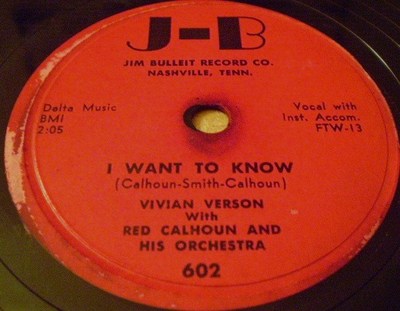 J-B
JIM BULLEIT RECORD CO.
NASHVILLE, TENN.
Delta Music
BMI
2:05
Vocal with
Inst. Accom.
FTW-13
I WANT TO KNOW
(Calhoun-Smith-Calhoun)
VIVIAN VERSON
With
RED CALHOUN AND
HIS ORCHESTRA
602